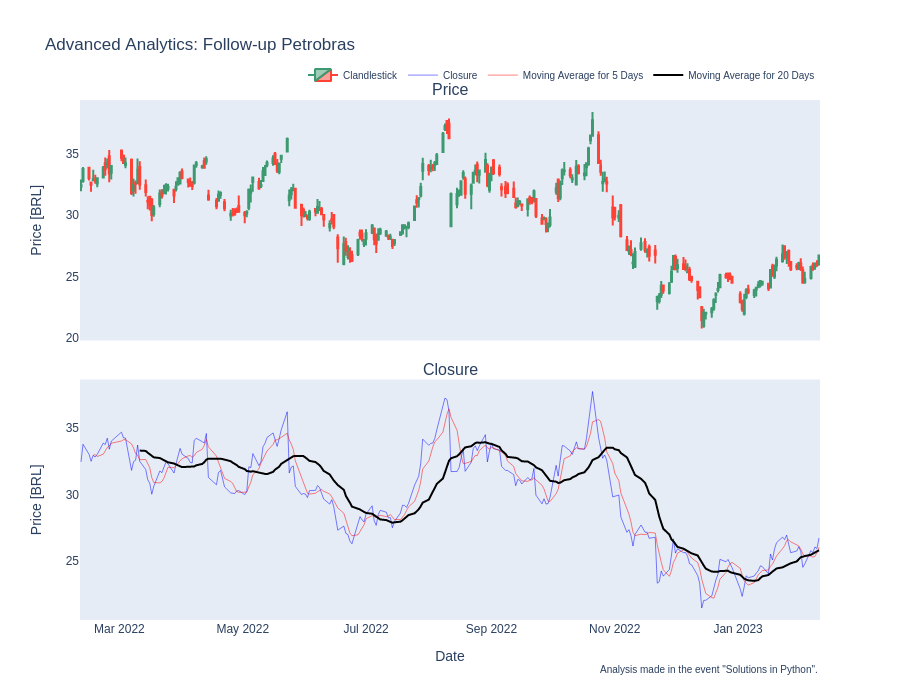 Advanced Analytics: Follow-up Petrobras
Clandlestick Closure Moving Average for 5 Days Moving Average for 20 Days
Price
35
30
25
20
Price [BRL]
Closure
35
30
25
Price [BRL]
Mar 2022 May 2022 Jul 2022 Sep 2022 Nov 2022 Jan 2023
Date
Analysis made in the event "Solutions in Python".